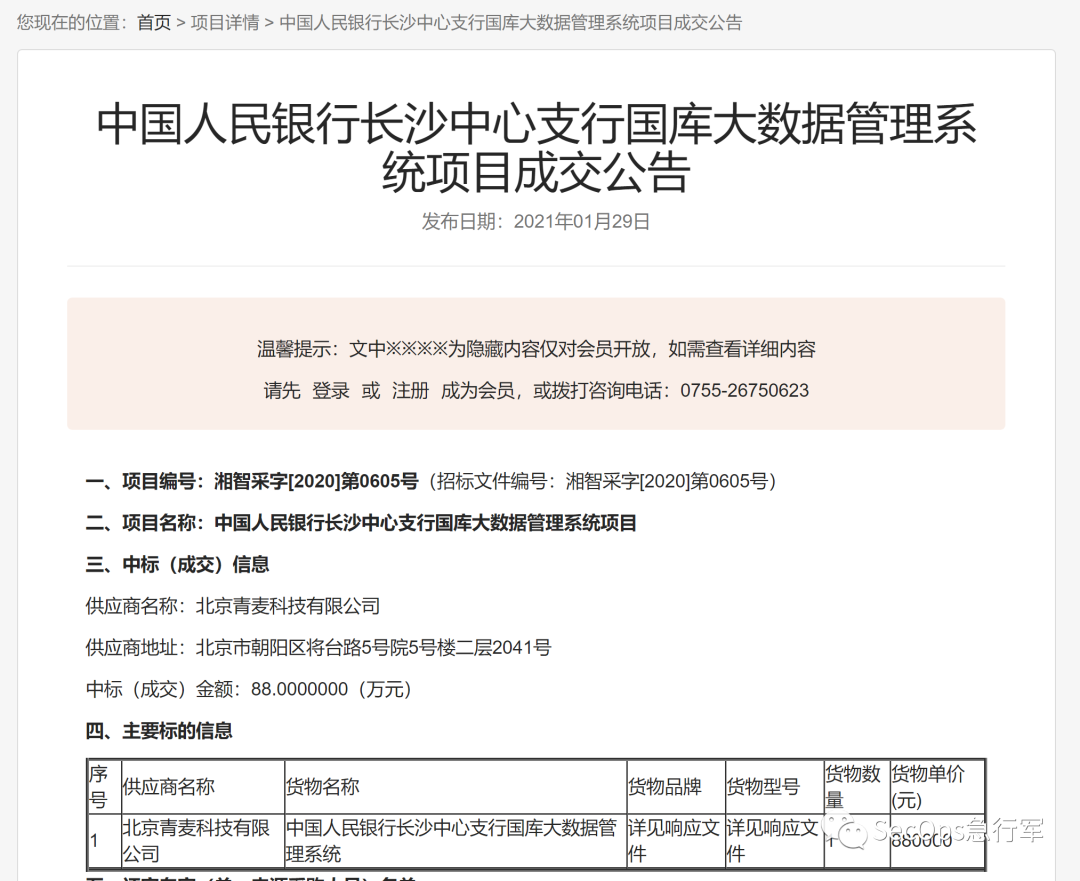 您现在的位置：首页 > 项目详情 > 中国人民银行长沙中心支行国库大数据管理系统项目成交公告
中国人民银行长沙中心支行国库大数据管理系
统项目成交公告
发布日期：2021年01月29日
温馨提示：文中※※※※为隐藏内容仅对会员开放，如需查看详细内容
请先 登录 或 注册 成为会员，或拨打咨询电话：0755-26750623
一、项目编号：湘智采字[2020]第0605号（招标文件编号：湘智采字[2020]第0605号）
二、项目名称：中国人民银行长沙中心支行国库大数据管理系统项目
三、中标（成交）信息
供应商名称：北京青麦科技有限公司
供应商地址：北京市朝阳区将台路5号院5号楼二层2041号
中标（成交）金额：88.0000000（万元）
四、主要标的信息
序号 供应商名称 货物名称 货物品牌 货物型号 货物数量 货物单价(元)
1 北京青麦科技有限公司 中国人民银行长沙中心支行国库大数据管理系统 详见响应文件 详见响应文件 880000
SecOps急行军